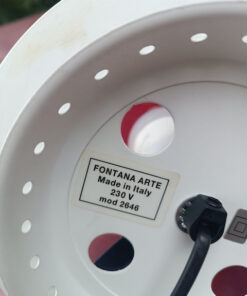 FONTANA ARTE
Made in Italy
230 V
mod 2646